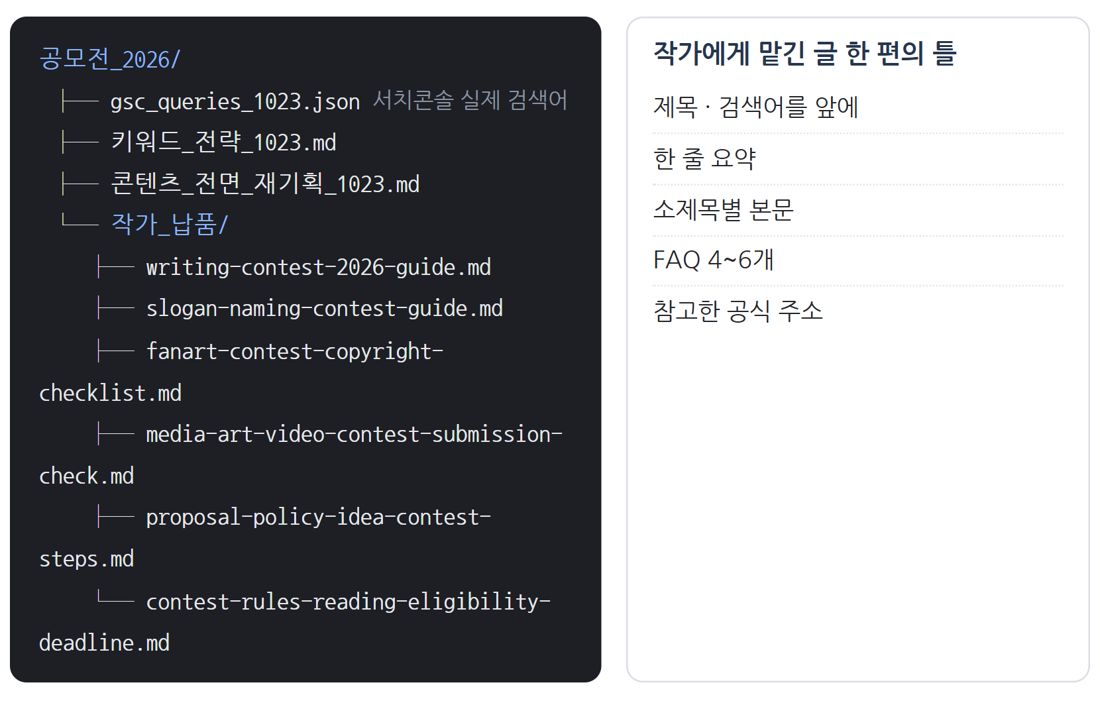 공모전_2026/
├── gsc_queries_1023.json 서치콘솔 실제 검색어
├── 키워드_전략_1023.md
├── 콘텐츠_전면_재기획_1023.md
└── 작가_납품/
├── writing-contest-2026-guide.md
├── slogan-naming-contest-guide.md
├── fanart-contest-copyright-
checklist.md
├── media-art-video-contest-submission-
check.md
├── proposal-policy-idea-contest-
steps.md
└── contest-rules-reading-eligibility-
deadline.md
작가에게 맡긴 글 한 편의 틀
제목 · 검색어를 앞에
한 줄 요약
소제목별 본문
FAQ 4~6개
참고한 공식 주소